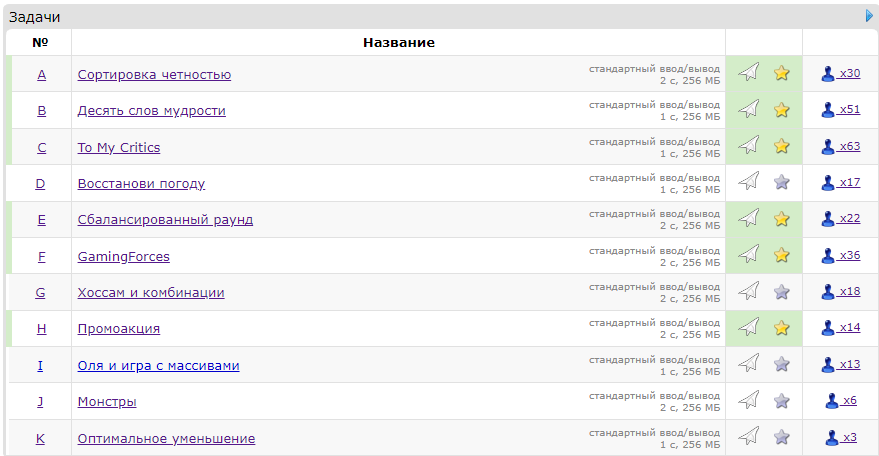 Задачи
№ Название
A Сортировка четностью стандартный ввод/вывод x30
2 с, 256 МБ
B Десять слов мудрости стандартный ввод/вывод x51
1 с, 256 МБ
C To My Critics стандартный ввод/вывод x63
1 с, 256 МБ
D Восстанови погоду стандартный ввод/вывод x17
1 с, 256 МБ
E Сбалансированный раунд стандартный ввод/вывод x22
2 с, 256 МБ
F GamingForces стандартный ввод/вывод x36
2 с, 256 МБ
G Хоссам и комбинации стандартный ввод/вывод x18
2 с, 256 МБ
H Промоакция стандартный ввод/вывод x14
2 с, 256 МБ
I Оля и игра с массивами стандартный ввод/вывод x13
1 с, 256 МБ
J Монстры стандартный ввод/вывод x6
2 с, 256 МБ
K Оптимальное уменьшение стандартный ввод/вывод x3
1 с, 256 МБ